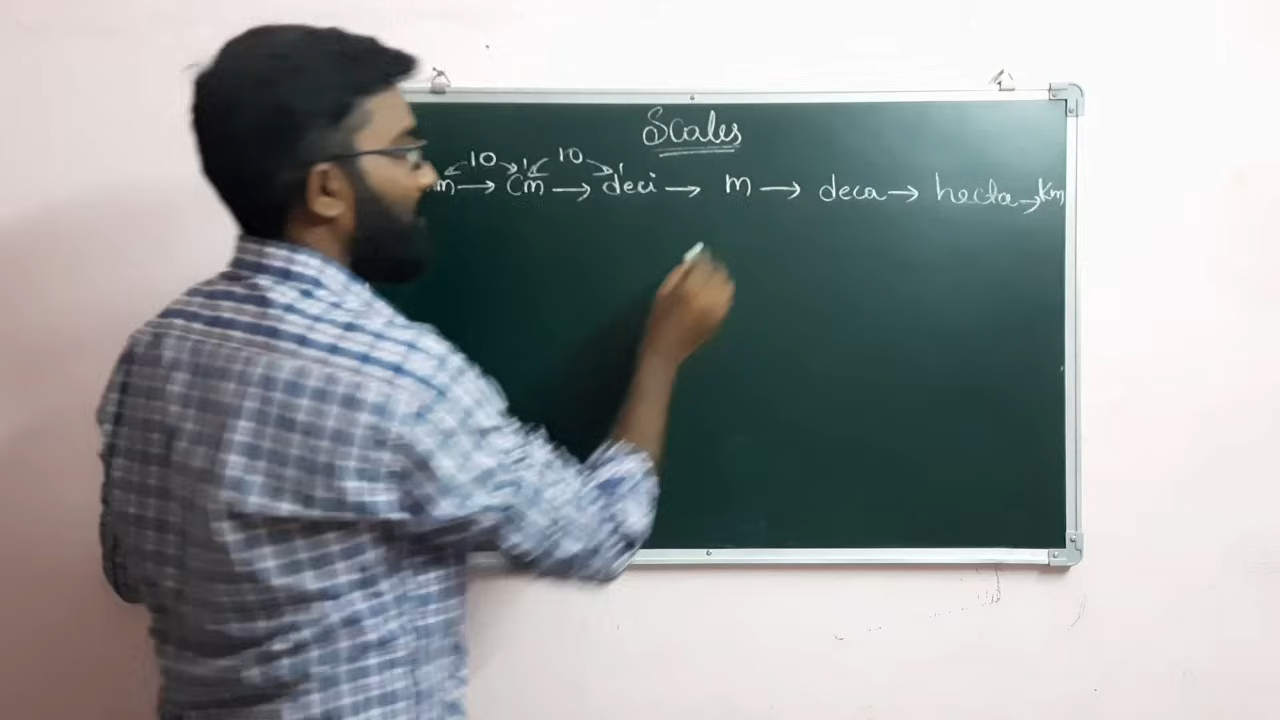 Scales
10 10
m → Cm → deci → m → deca → hecta → Km